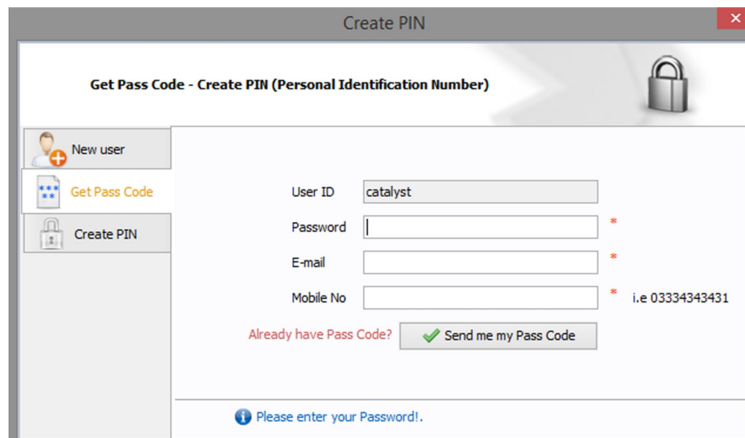 Create PIN
Get Pass Code - Create PIN (Personal Identification Number)
New user
Get Pass Code
Create PIN
User ID catalyst
Password *
E-mail *
Mobile No * i.e 03334343431
Already have Pass Code? Send me my Pass Code
Please enter your Password!.